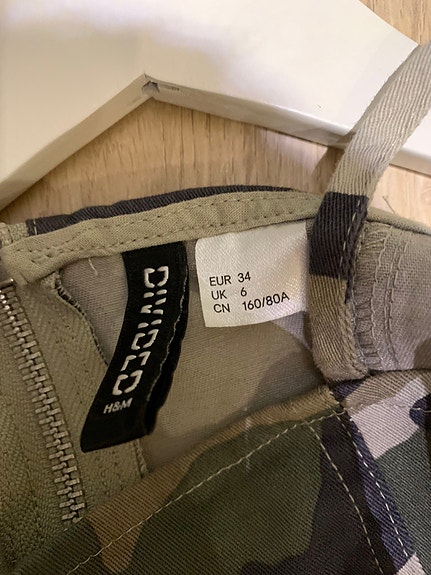 DIVIDED
H&M
EUR 34
UK 6
CN 160/80A